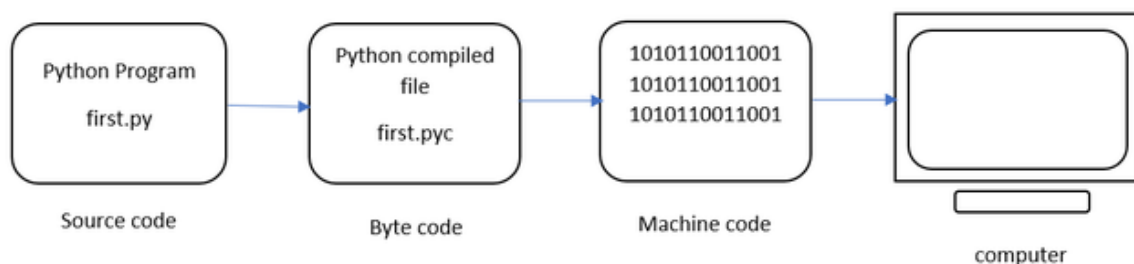 Python Program
first.py
Source code
Python compiled
file
first.pyc
Byte code
1010110011001
1010110011001
1010110011001
Machine code
computer